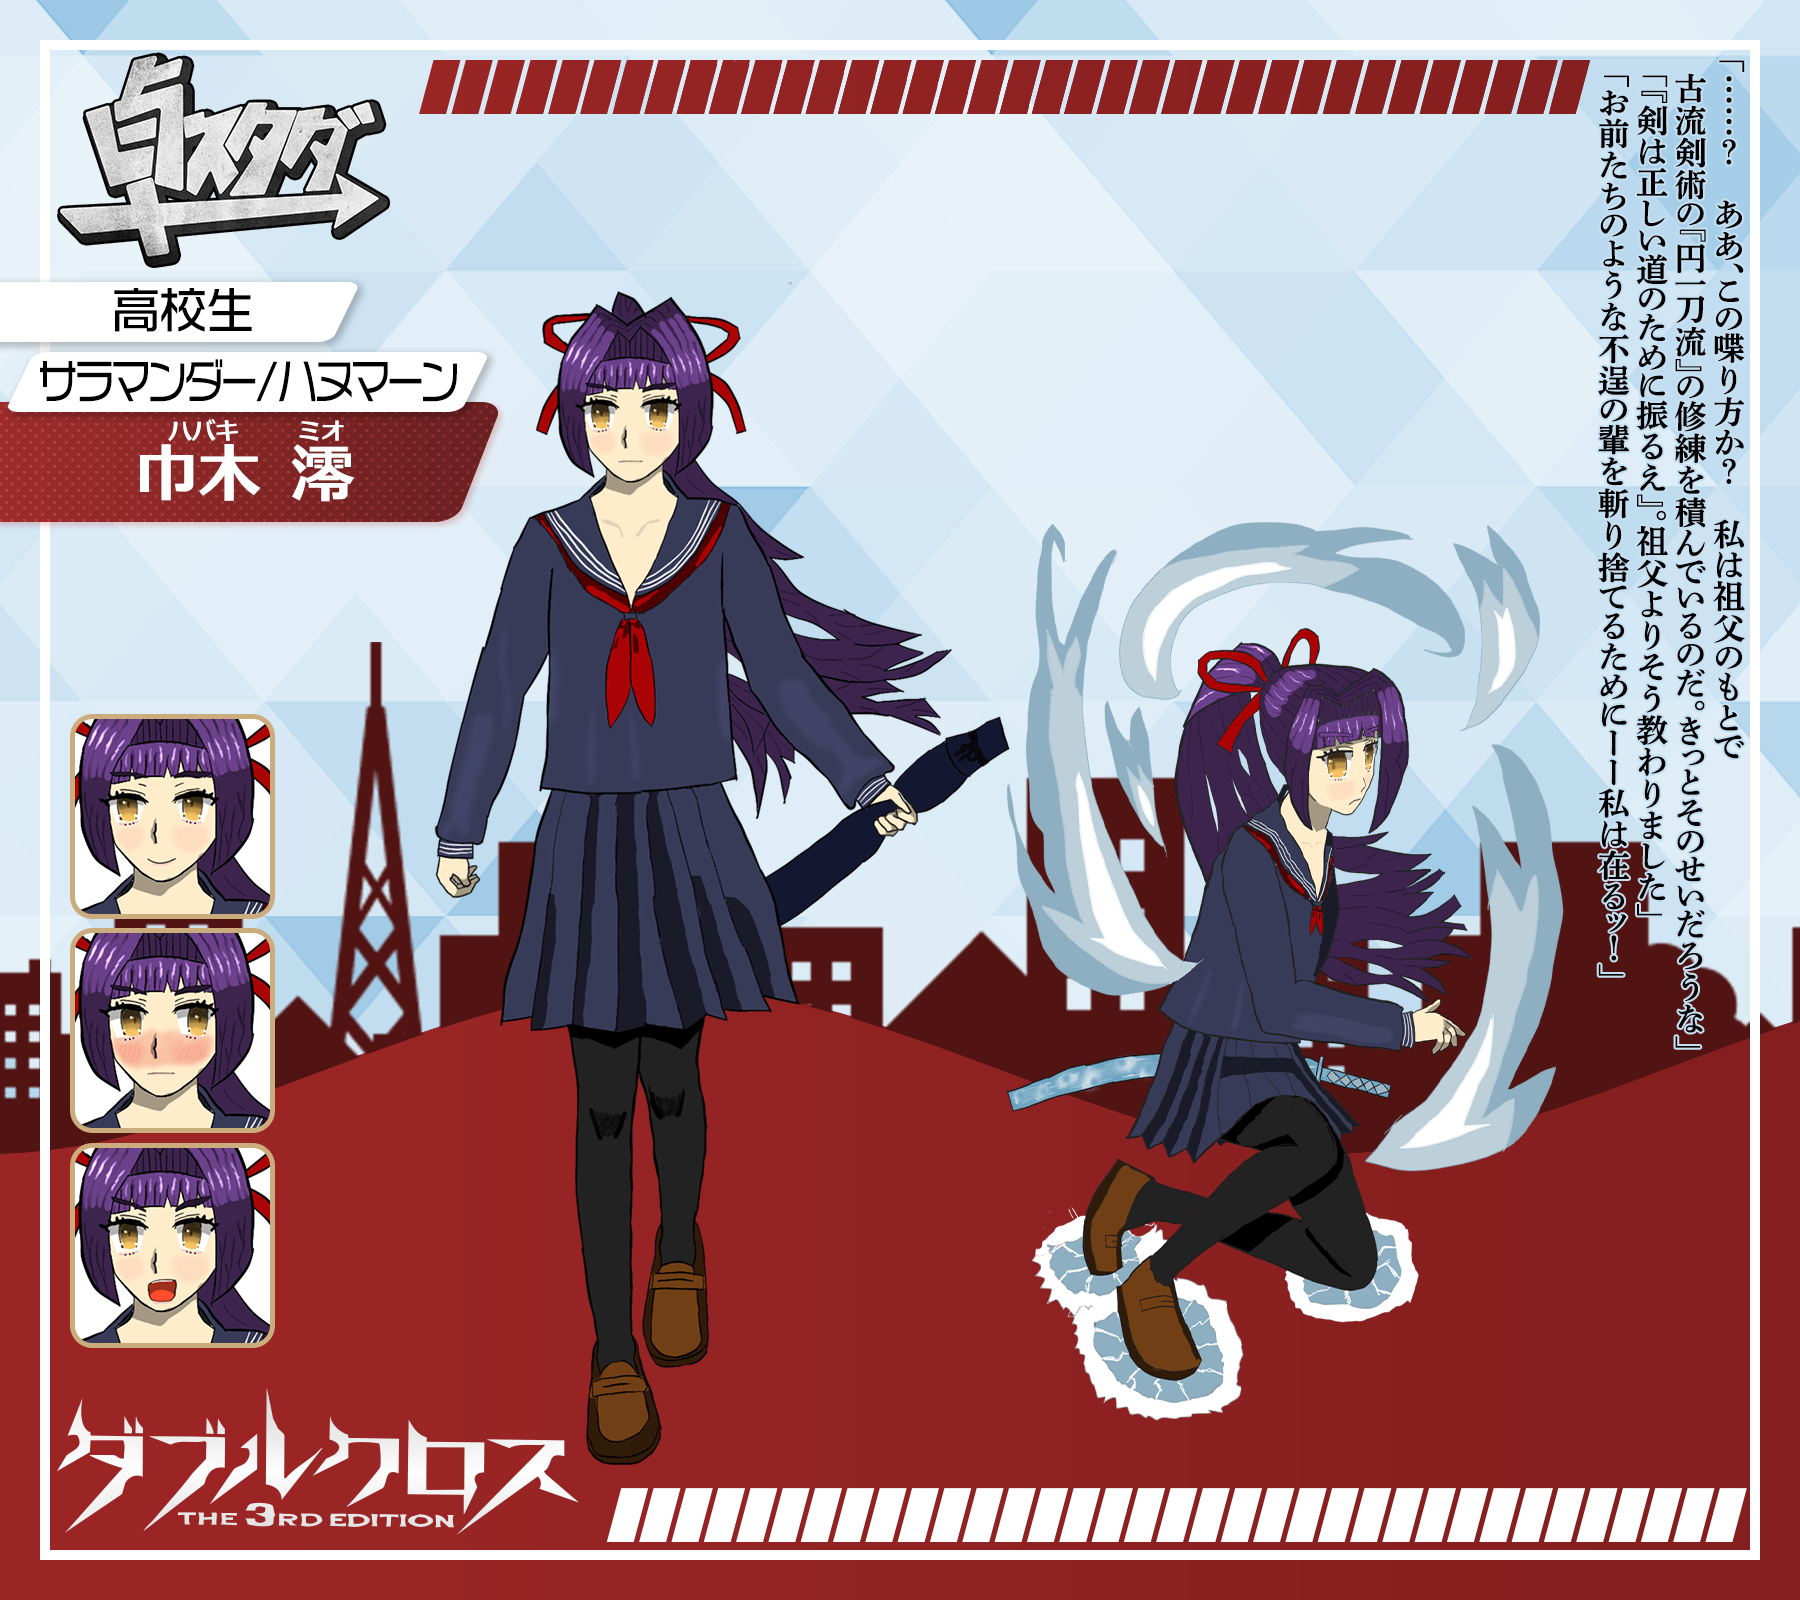 卓スタダ
高校生
サラマンダー/ハヌマーン
ハバキ ミオ
巾木 澪
「……？　ああ、この喋り方か？　私は祖父のもとで
古流剣術の『円一刀流』の修練を積んでいるのだ。きっとそのせいだろうな」
「『剣は正しい道のために振るえ』。祖父よりそう教わりました」
「お前たちのような不逞の輩を斬り捨てるためにーー私は在るッ！」
ダブルクロス
THE 3RD EDITION